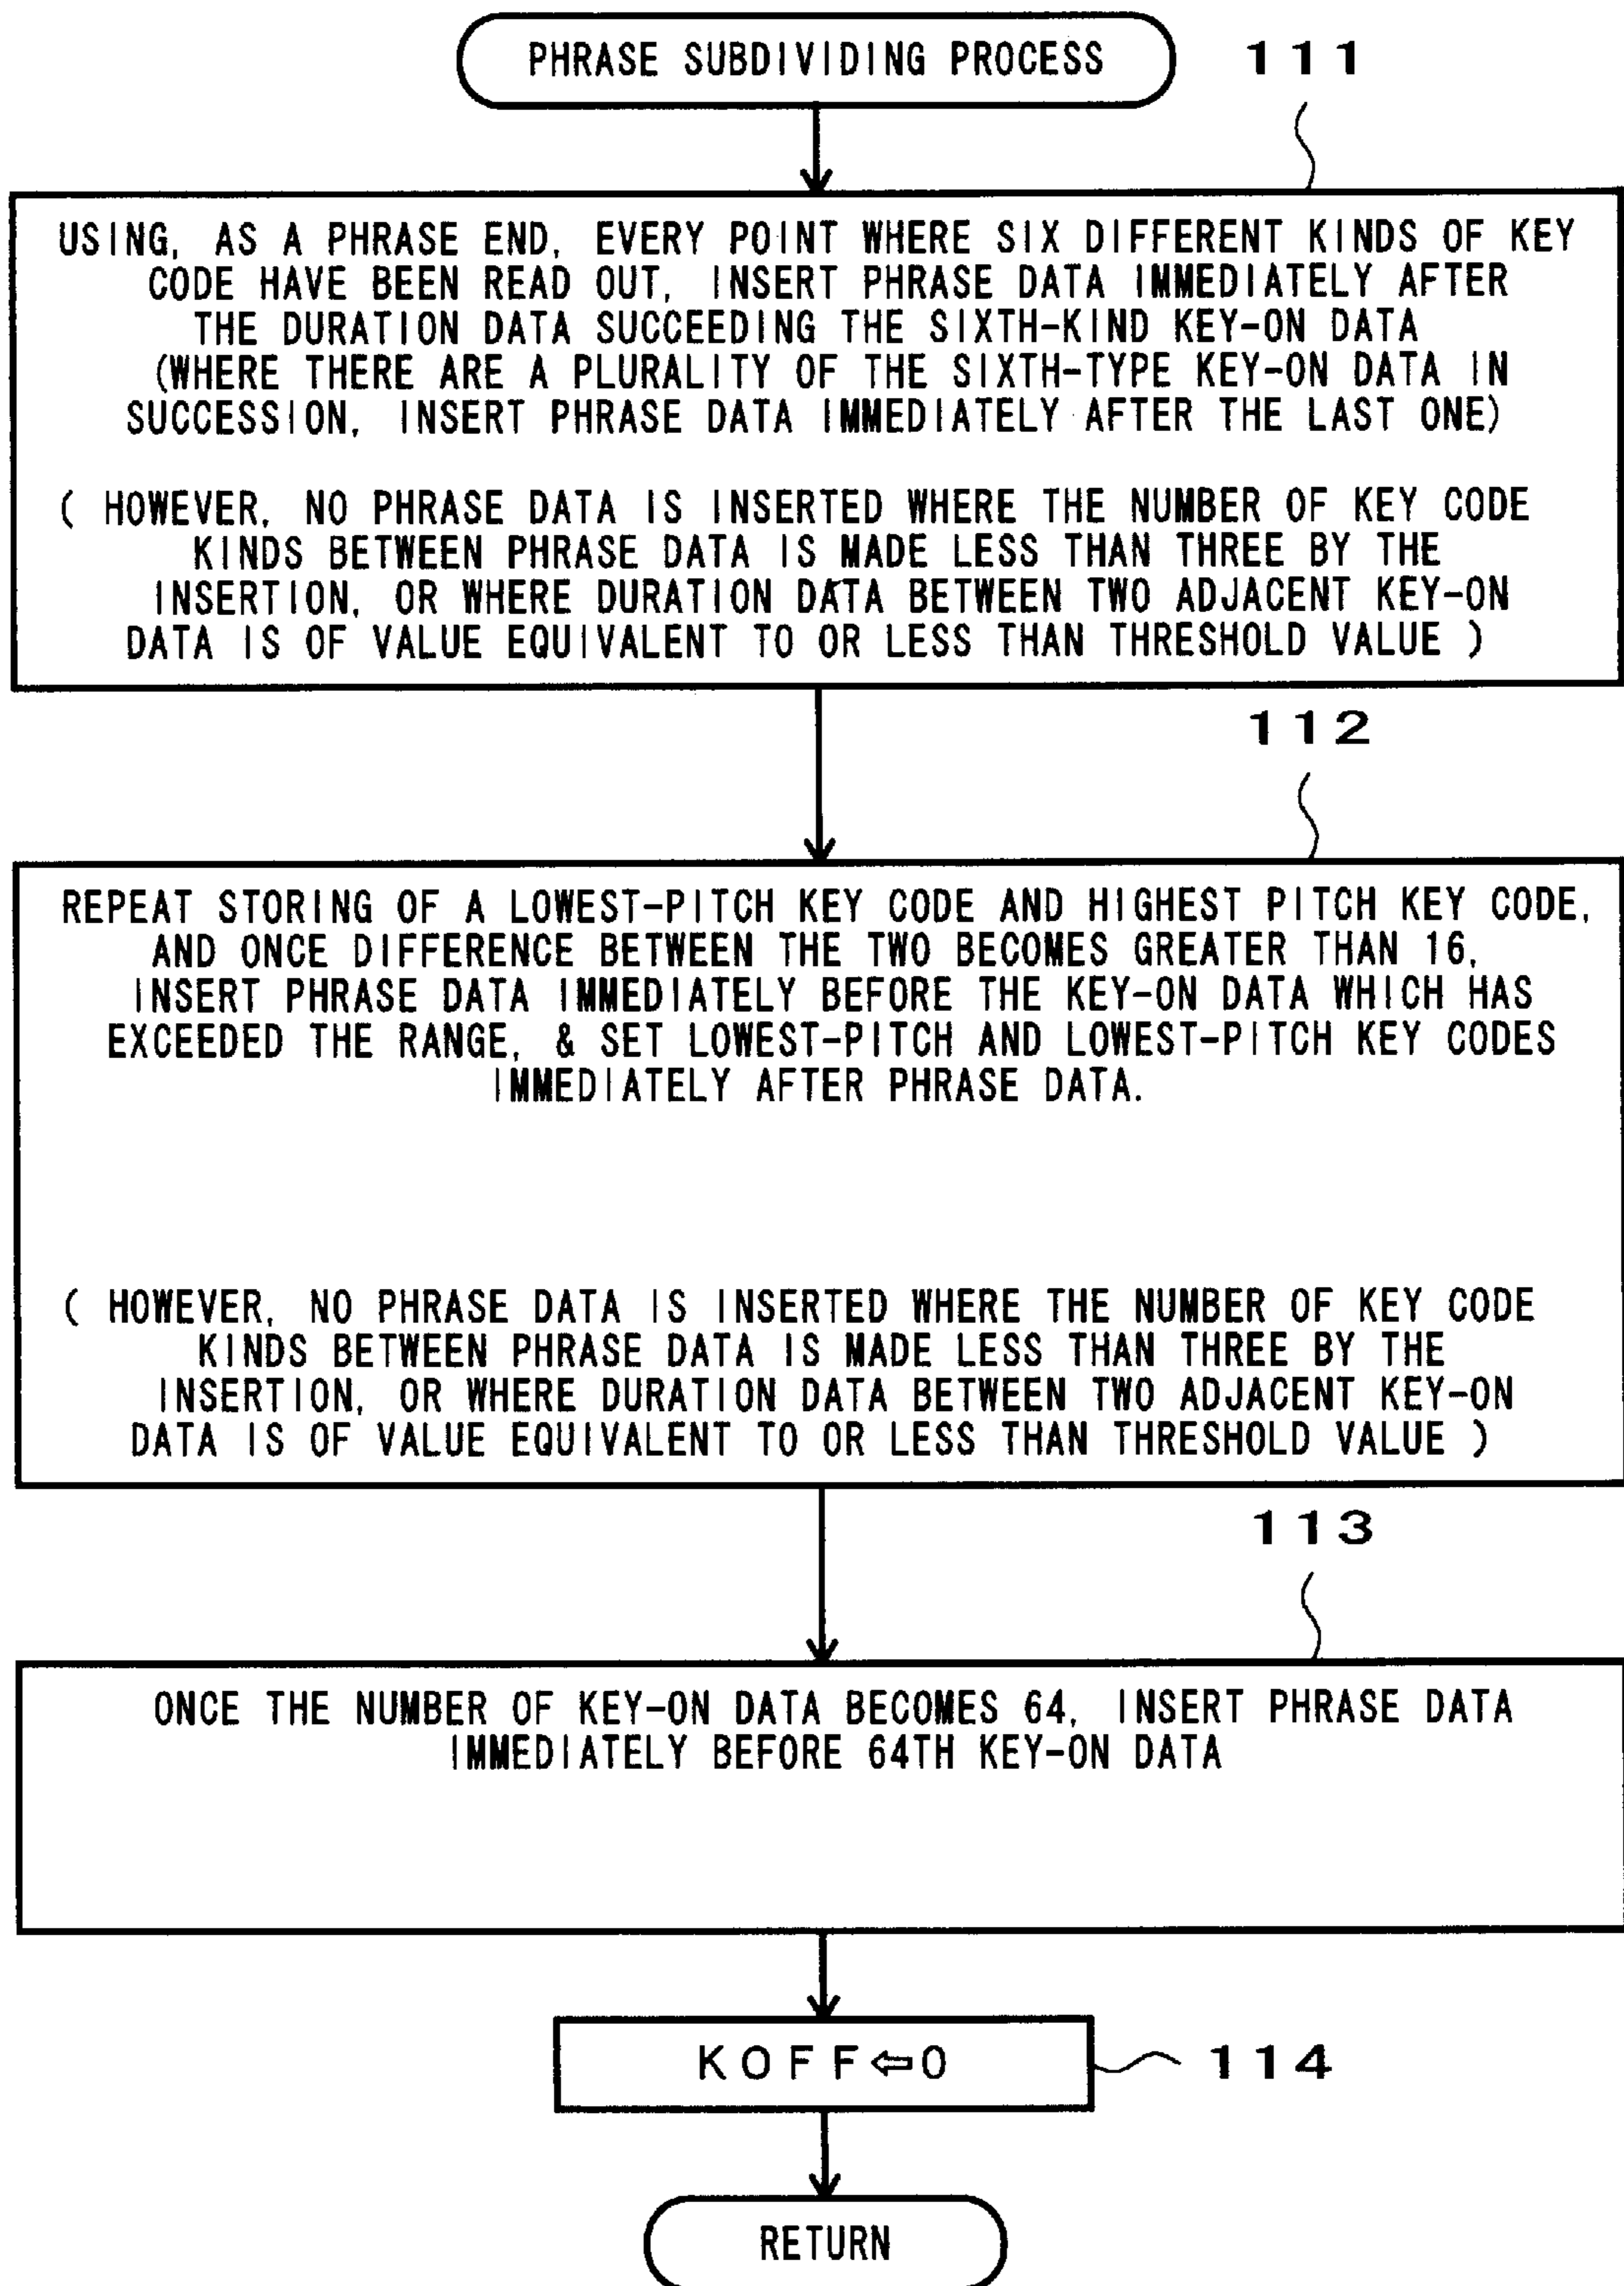 PHRASE SUBDIVIDING PROCESS
111
USING, AS A PHRASE END, EVERY POINT WHERE SIX DIFFERENT KINDS OF KEY
CODE HAVE BEEN READ OUT, INSERT PHRASE DATA IMMEDIATELY AFTER
THE DURATION DATA SUCCEEDING THE SIXTH-KIND KEY-ON DATA
(WHERE THERE ARE A PLURALITY OF THE SIXTH-TYPE KEY-ON DATA IN
SUCCESSION, INSERT PHRASE DATA IMMEDIATELY AFTER THE LAST ONE)
( HOWEVER, NO PHRASE DATA IS INSERTED WHERE THE NUMBER OF KEY CODE
KINDS BETWEEN PHRASE DATA IS MADE LESS THAN THREE BY THE
INSERTION, OR WHERE DURATION DATA BETWEEN TWO ADJACENT KEY-ON
DATA IS OF VALUE EQUIVALENT TO OR LESS THAN THRESHOLD VALUE )
112
REPEAT STORING OF A LOWEST-PITCH KEY CODE AND HIGHEST PITCH KEY CODE,
AND ONCE DIFFERENCE BETWEEN THE TWO BECOMES GREATER THAN 16,
INSERT PHRASE DATA IMMEDIATELY BEFORE THE KEY-ON DATA WHICH HAS
EXCEEDED THE RANGE, & SET LOWEST-PITCH AND LOWEST-PITCH KEY CODES
IMMEDIATELY AFTER PHRASE DATA.
( HOWEVER, NO PHRASE DATA IS INSERTED WHERE THE NUMBER OF KEY CODE
KINDS BETWEEN PHRASE DATA IS MADE LESS THAN THREE BY THE
INSERTION, OR WHERE DURATION DATA BETWEEN TWO ADJACENT KEY-ON
DATA IS OF VALUE EQUIVALENT TO OR LESS THAN THRESHOLD VALUE )
113
ONCE THE NUMBER OF KEY-ON DATA BECOMES 64, INSERT PHRASE DATA
IMMEDIATELY BEFORE 64TH KEY-ON DATA
KOFF⇦0
114
RETURN